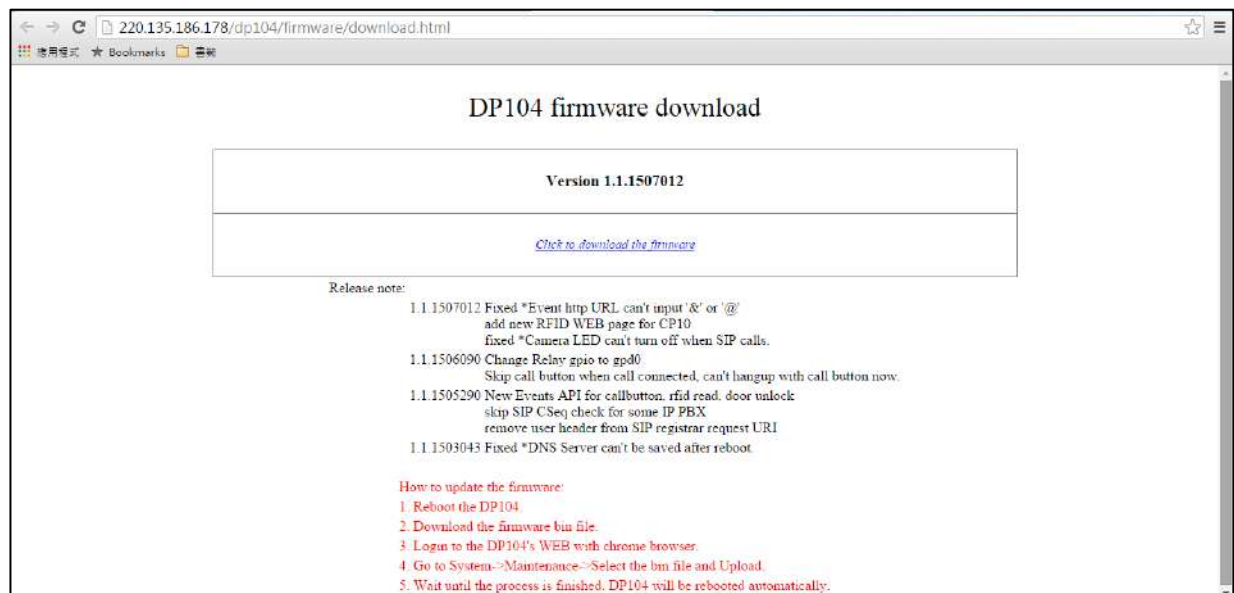 220.135.186.178/dp104/firmware/download.html
應用程式 Bookmarks 書籤
DP104 firmware download
Version 1.1.1507012
Click to download the firmware
Release note:
1.1.1507012 Fixed *Event http URL can't input '&' or '@'
add new RFID WEB page for CP10
fixed *Camera LED can't turn off when SIP calls.
1.1.1506090 Change Relay gpio to gpd0
Skip call button when call connected, can't hangup with call button now.
1.1.1505290 New Events API for callbutton, rfid read, door unlock
skip SIP CSeq check for some IP PBX
remove user header from SIP registrar request URI
1.1.1503043 Fixed *DNS Server can't be saved after reboot.
How to update the firmware:
1. Reboot the DP104.
2. Download the firmware bin file.
3. Login to the DP104's WEB with chrome browser.
4. Go to System->Maintenance->Select the bin file and Upload.
5. Wait until the process is finished. DP104 will be rebooted automatically.